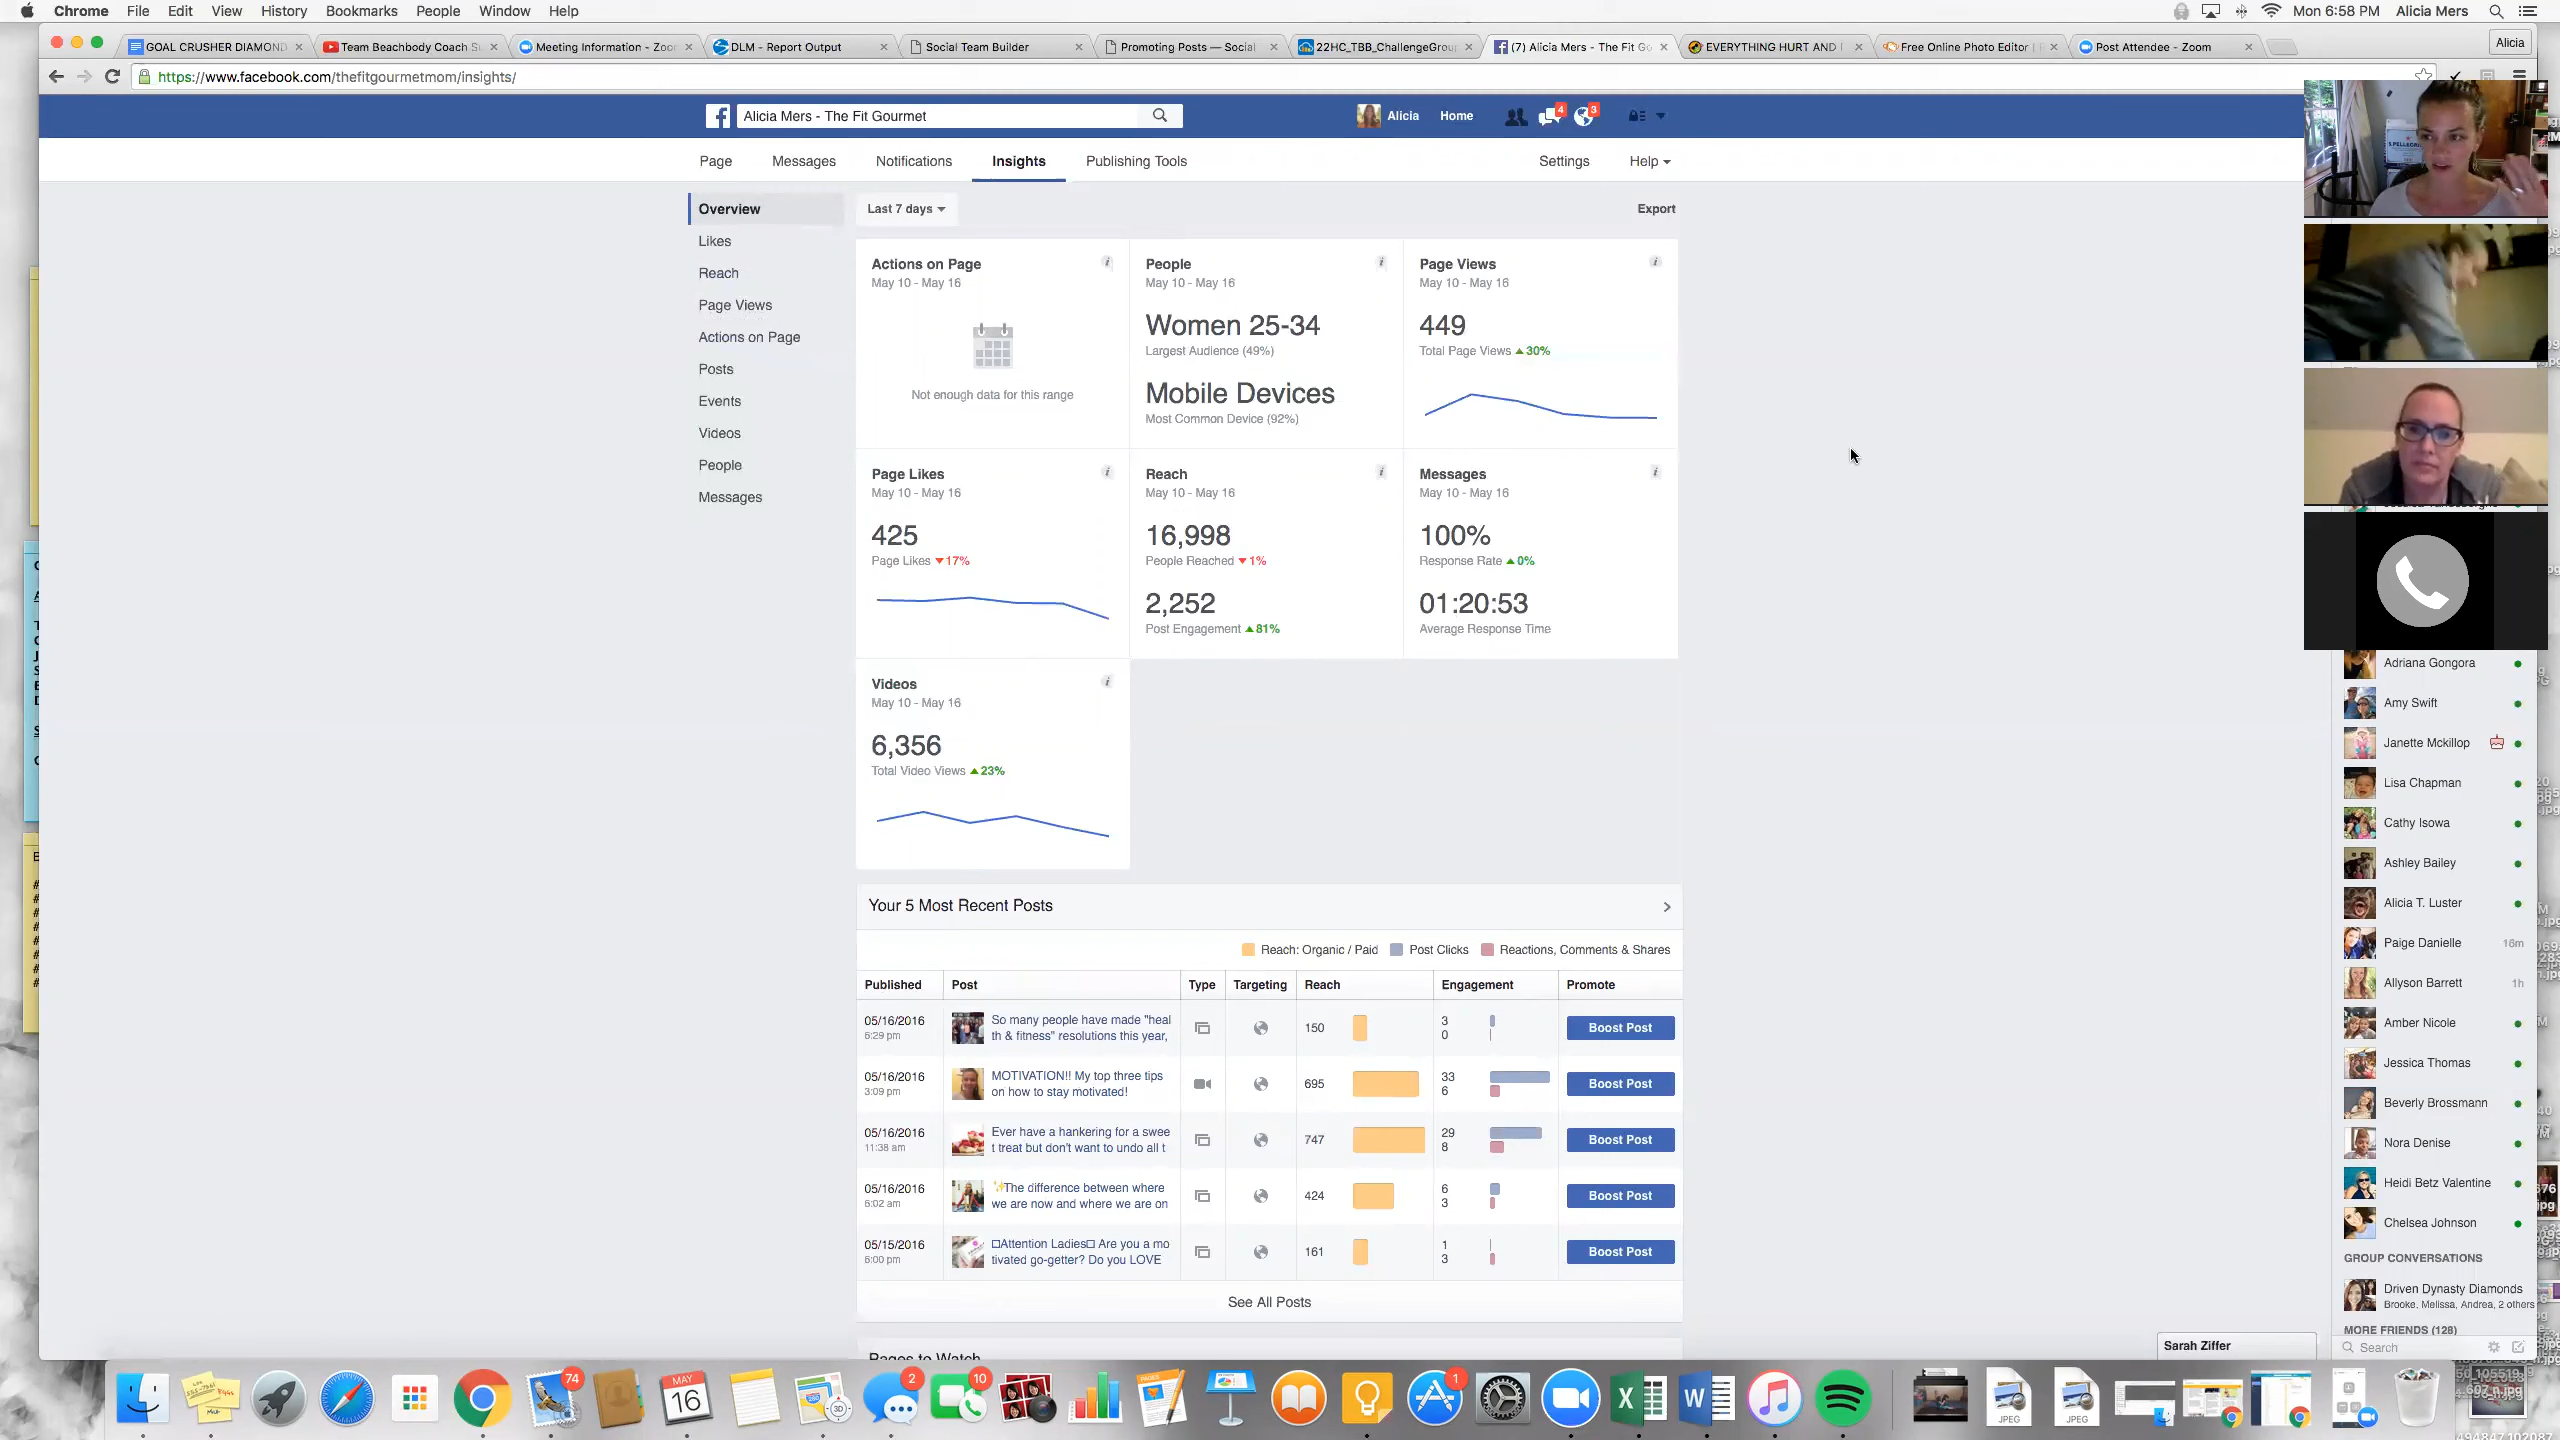 Chrome File Edit View History Bookmarks People Window Help Mon 6:58 PM Alicia Mers
GOAL CRUSHER DIAMOND Team Beachbody Coach Meeting Information - Zoo DLM - Report Output Social Team Builder Promoting Posts — Social 22HC_TBB_ChallengeGrou (7) Alicia Mers - The Fit Go EVERYTHING HURT AND Free Online Photo Editor | Post Attendee - Zoom Alicia
https://www.facebook.com/thefitgourmetmom/insights/
Alicia Mers - The Fit Gourmet Alicia Home 4 3
Page Messages Notifications Insights Publishing Tools Settings Help
Overview
Likes
Reach
Page Views
Actions on Page
Posts
Events
Videos
People
Messages
Last 7 days Export
Actions on Page
May 10 - May 16
Not enough data for this range
People
May 10 - May 16
Women 25-34
Largest Audience (49%)
Mobile Devices
Most Common Device (92%)
Page Views
May 10 - May 16
449
Total Page Views 30%
Page Likes
May 10 - May 16
425
Page Likes 17%
Reach
May 10 - May 16
16,998
People Reached 1%
2,252
Post Engagement 81%
Messages
May 10 - May 16
100%
Response Rate 0%
01:20:53
Average Response Time
Videos
May 10 - May 16
6,356
Total Video Views 23%
Your 5 Most Recent Posts
Reach: Organic / Paid Post Clicks Reactions, Comments & Shares
Published Post Type Targeting Reach Engagement Promote
05/16/2016 So many people have made "heal 150 3 Boost Post
6:29 pm th & fitness" resolutions this year, 0
05/16/2016 MOTIVATION!! My top three tips 695 33 Boost Post
3:09 pm on how to stay motivated! 6
05/16/2016 Ever have a hankering for a swee 747 29 Boost Post
11:38 am t treat but don't want to undo all t 8
05/16/2016 ✨The difference between where 424 6 Boost Post
6:02 am we are now and where we are on 3
05/15/2016 □Attention Ladies□ Are you a mo 161 1 Boost Post
6:00 pm tivated go-getter? Do you LOVE 3
See All Posts
Pages to Watch
Adriana Gongora
Amy Swift
Janette Mckillop
Lisa Chapman
Cathy Isowa
Ashley Bailey
Alicia T. Luster
Paige Danielle 16m
Allyson Barrett 1h
Amber Nicole
Jessica Thomas
Beverly Brossmann
Nora Denise
Heidi Betz Valentine
Chelsea Johnson
GROUP CONVERSATIONS
Driven Dynasty Diamonds
Brooke, Melissa, Andrea, 2 others
MORE FRIENDS (128)
Sarah Ziffer
Search
74 MAY 16 3D 2 10 1 JPEG JPEG